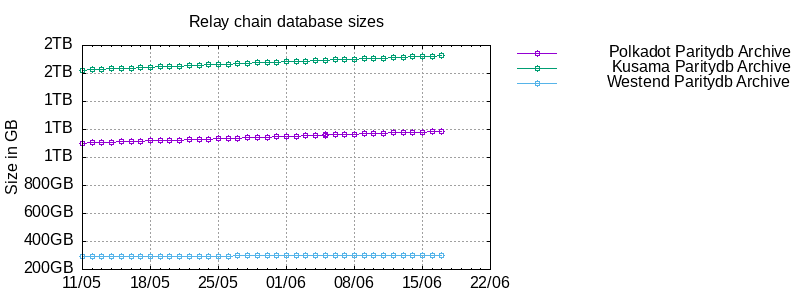 Relay chain database sizes
2TB
2TB
1TB
1TB
1TB
800GB
600GB
400GB
200GB
Size in GB
11/05 18/05 25/05 01/06 08/06 15/06 22/06
Polkadot Paritydb Archive
Kusama Paritydb Archive
Westend Paritydb Archive